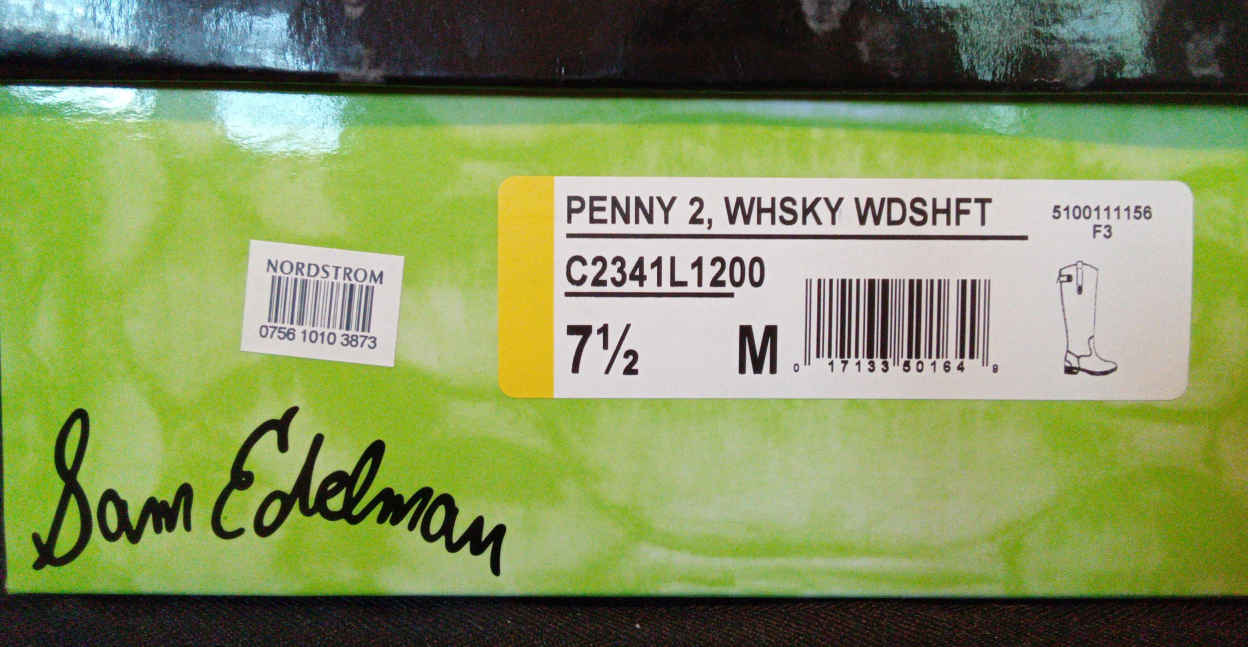 PENNY 2, WHSKY WDSHFT
5100111156
F3
C2341L1200
7½ M
0 17133 50164 9
NORDSTROM
0756 1010 3873
Sam Edelman